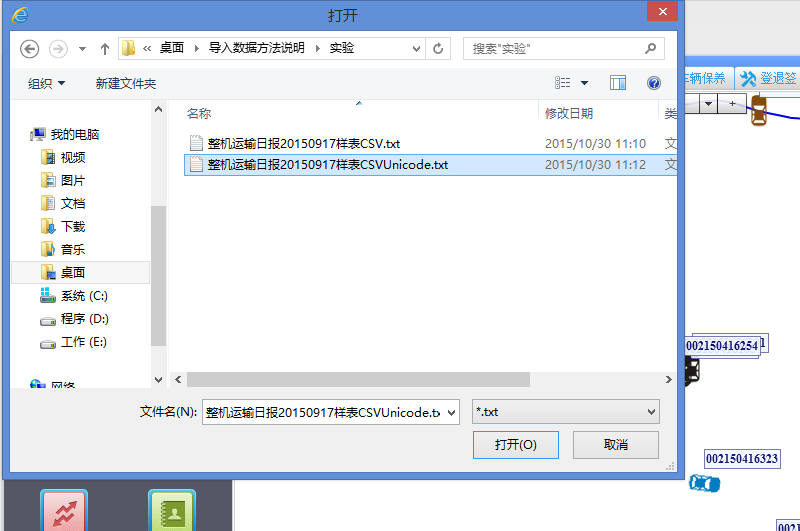 打开
« 桌面 › 导入数据方法说明 › 实验
搜索"实验"
组织
新建文件夹
名称
修改日期
类
整机运输日报20150917样表CSV.txt
2015/10/30 11:10
文
整机运输日报20150917样表CSVUnicode.txt
2015/10/30 11:12
文
我的电脑
视频
图片
文档
下载
音乐
桌面
系统 (C:)
程序 (D:)
工作 (E:)
网络
文件名(N):
整机运输日报20150917样表CSVUnicode.tx
*.txt
打开(O)
取消
车辆保养
登退签
002150416254
1
002150416323
0021